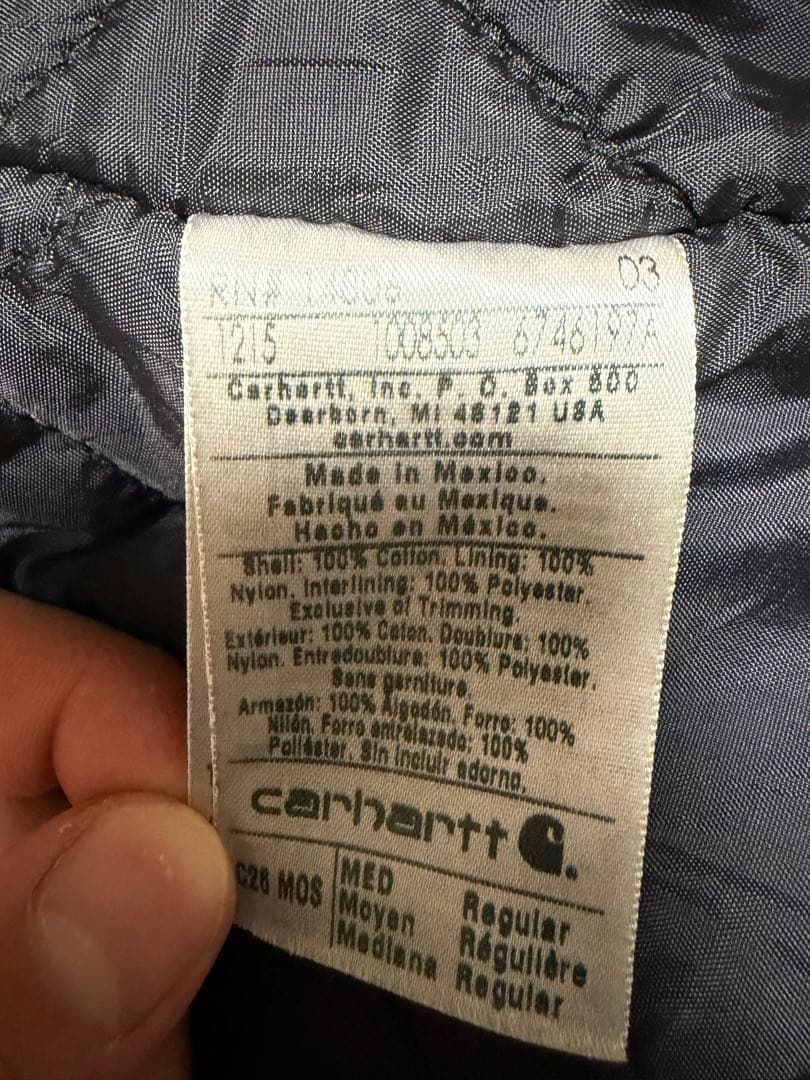 RN# 14806 03
1215 1008503 6746197A
Carhartt, Inc. P. O. Box 600
Dearborn, MI 48121 USA
carhartt.com
Made in Mexico.
Fabriqué au Mexique.
Hecho en México.
Shell: 100% Cotton. Lining: 100%
Nylon. Interlining: 100% Polyester.
Exclusive of Trimming.
Extérieur: 100% Coton. Doublure: 100%
Nylon. Entredoublure: 100% Polyester.
Sans garniture.
Armazón: 100% Algodón. Forro: 100%
Nilón. Forro entrelazado: 100%
Poliéster. Sin incluir adorno.
carhartt
C26 MOS MED Regular
Moyen Régulière
Mediana Regular